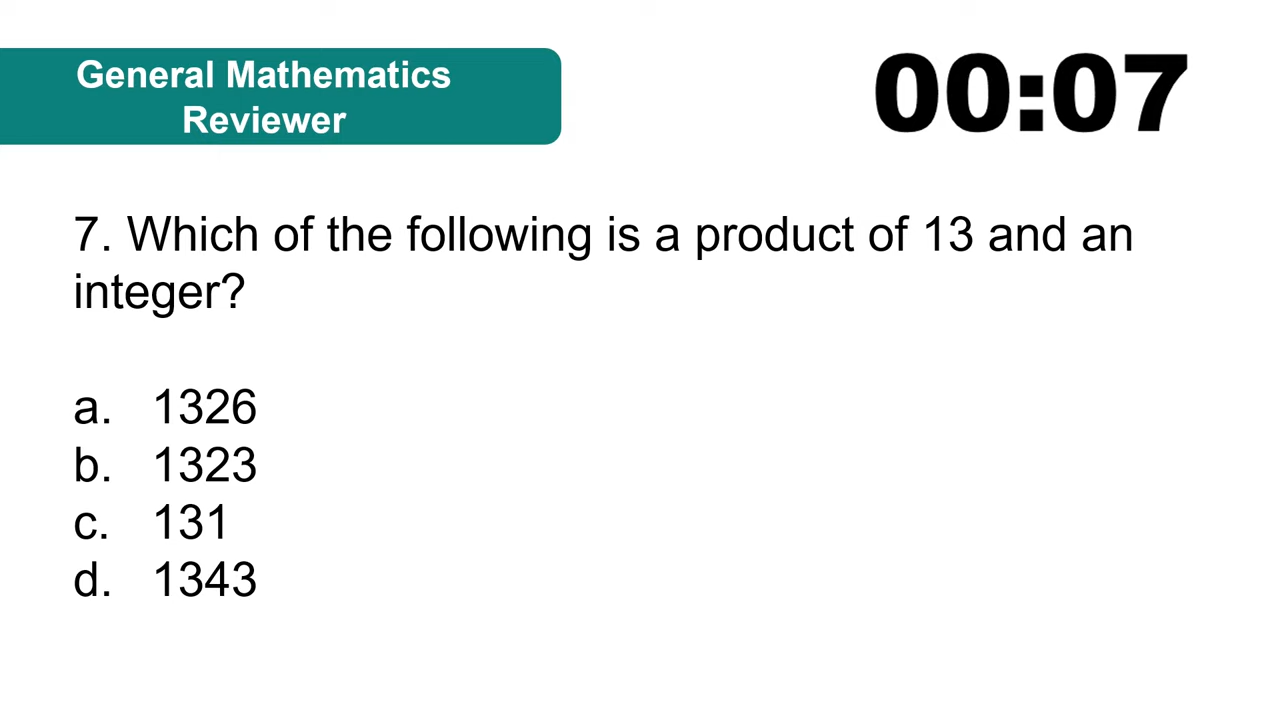 General Mathematics
Reviewer
00:07
7. Which of the following is a product of 13 and an
integer?
a. 1326
b. 1323
c. 131
d. 1343